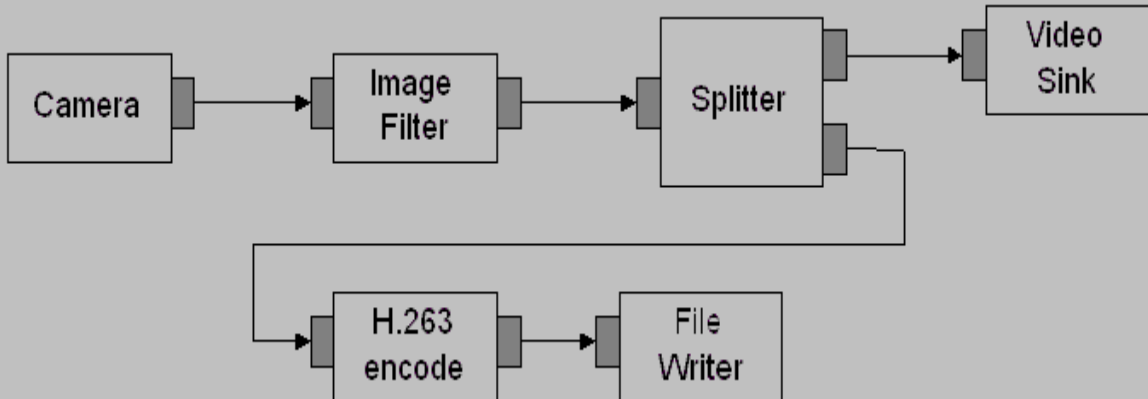 Camera
Image
Filter
Splitter
Video
Sink
H.263
encode
File
Writer